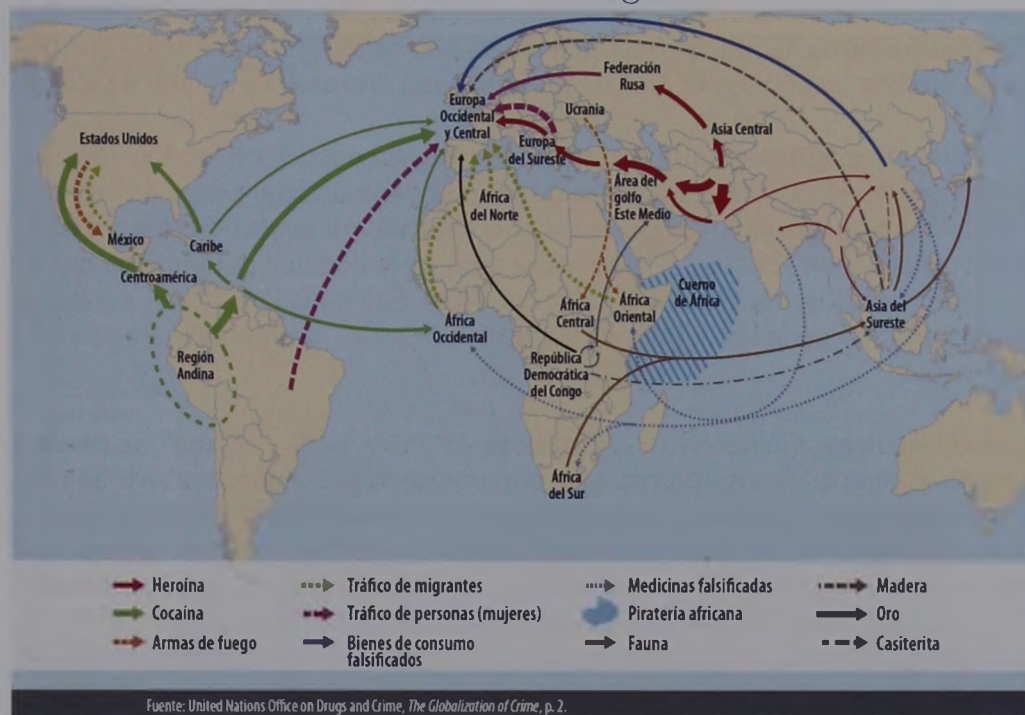 Federación
Rusa
Europa
Occidental
y Central
Ucrania
Estados Unidos
Asia Central
Europa
del Sureste
Área del
golfo
Este Medio
África
del Norte
México
Caribe
Centroamérica
Cuerno
de África
África
Central
África
Oriental
Asia del
Sureste
África
Occidental
Región
Andina
República
Democrática
del Congo
África
del Sur
Heroína
Tráfico de migrantes
Medicinas falsificadas
Madera
Cocaína
Tráfico de personas (mujeres)
Piratería africana
Oro
Armas de fuego
Bienes de consumo
falsificados
Fauna
Casiterita
Fuente: United Nations Office on Drugs and Crime, The Globalization of Crime, p. 2.